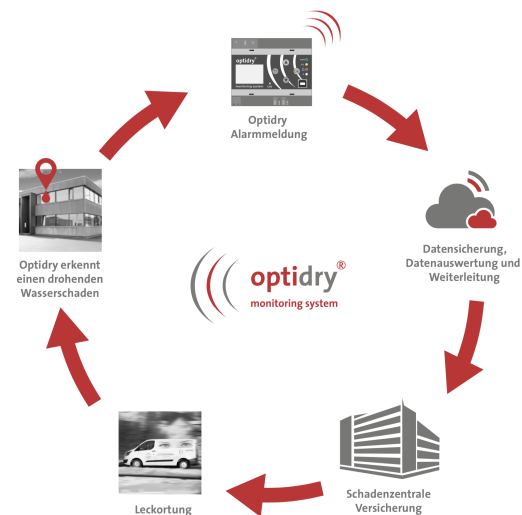 optidry
monitoring system
Optidry
Alarmmeldung
Datensicherung,
Datenauswertung und
Weiterleitung
Optidry erkennt
einen drohenden
Wasserschaden
optidry®
monitoring system
Schadenzentrale
Versicherung
Leckortung